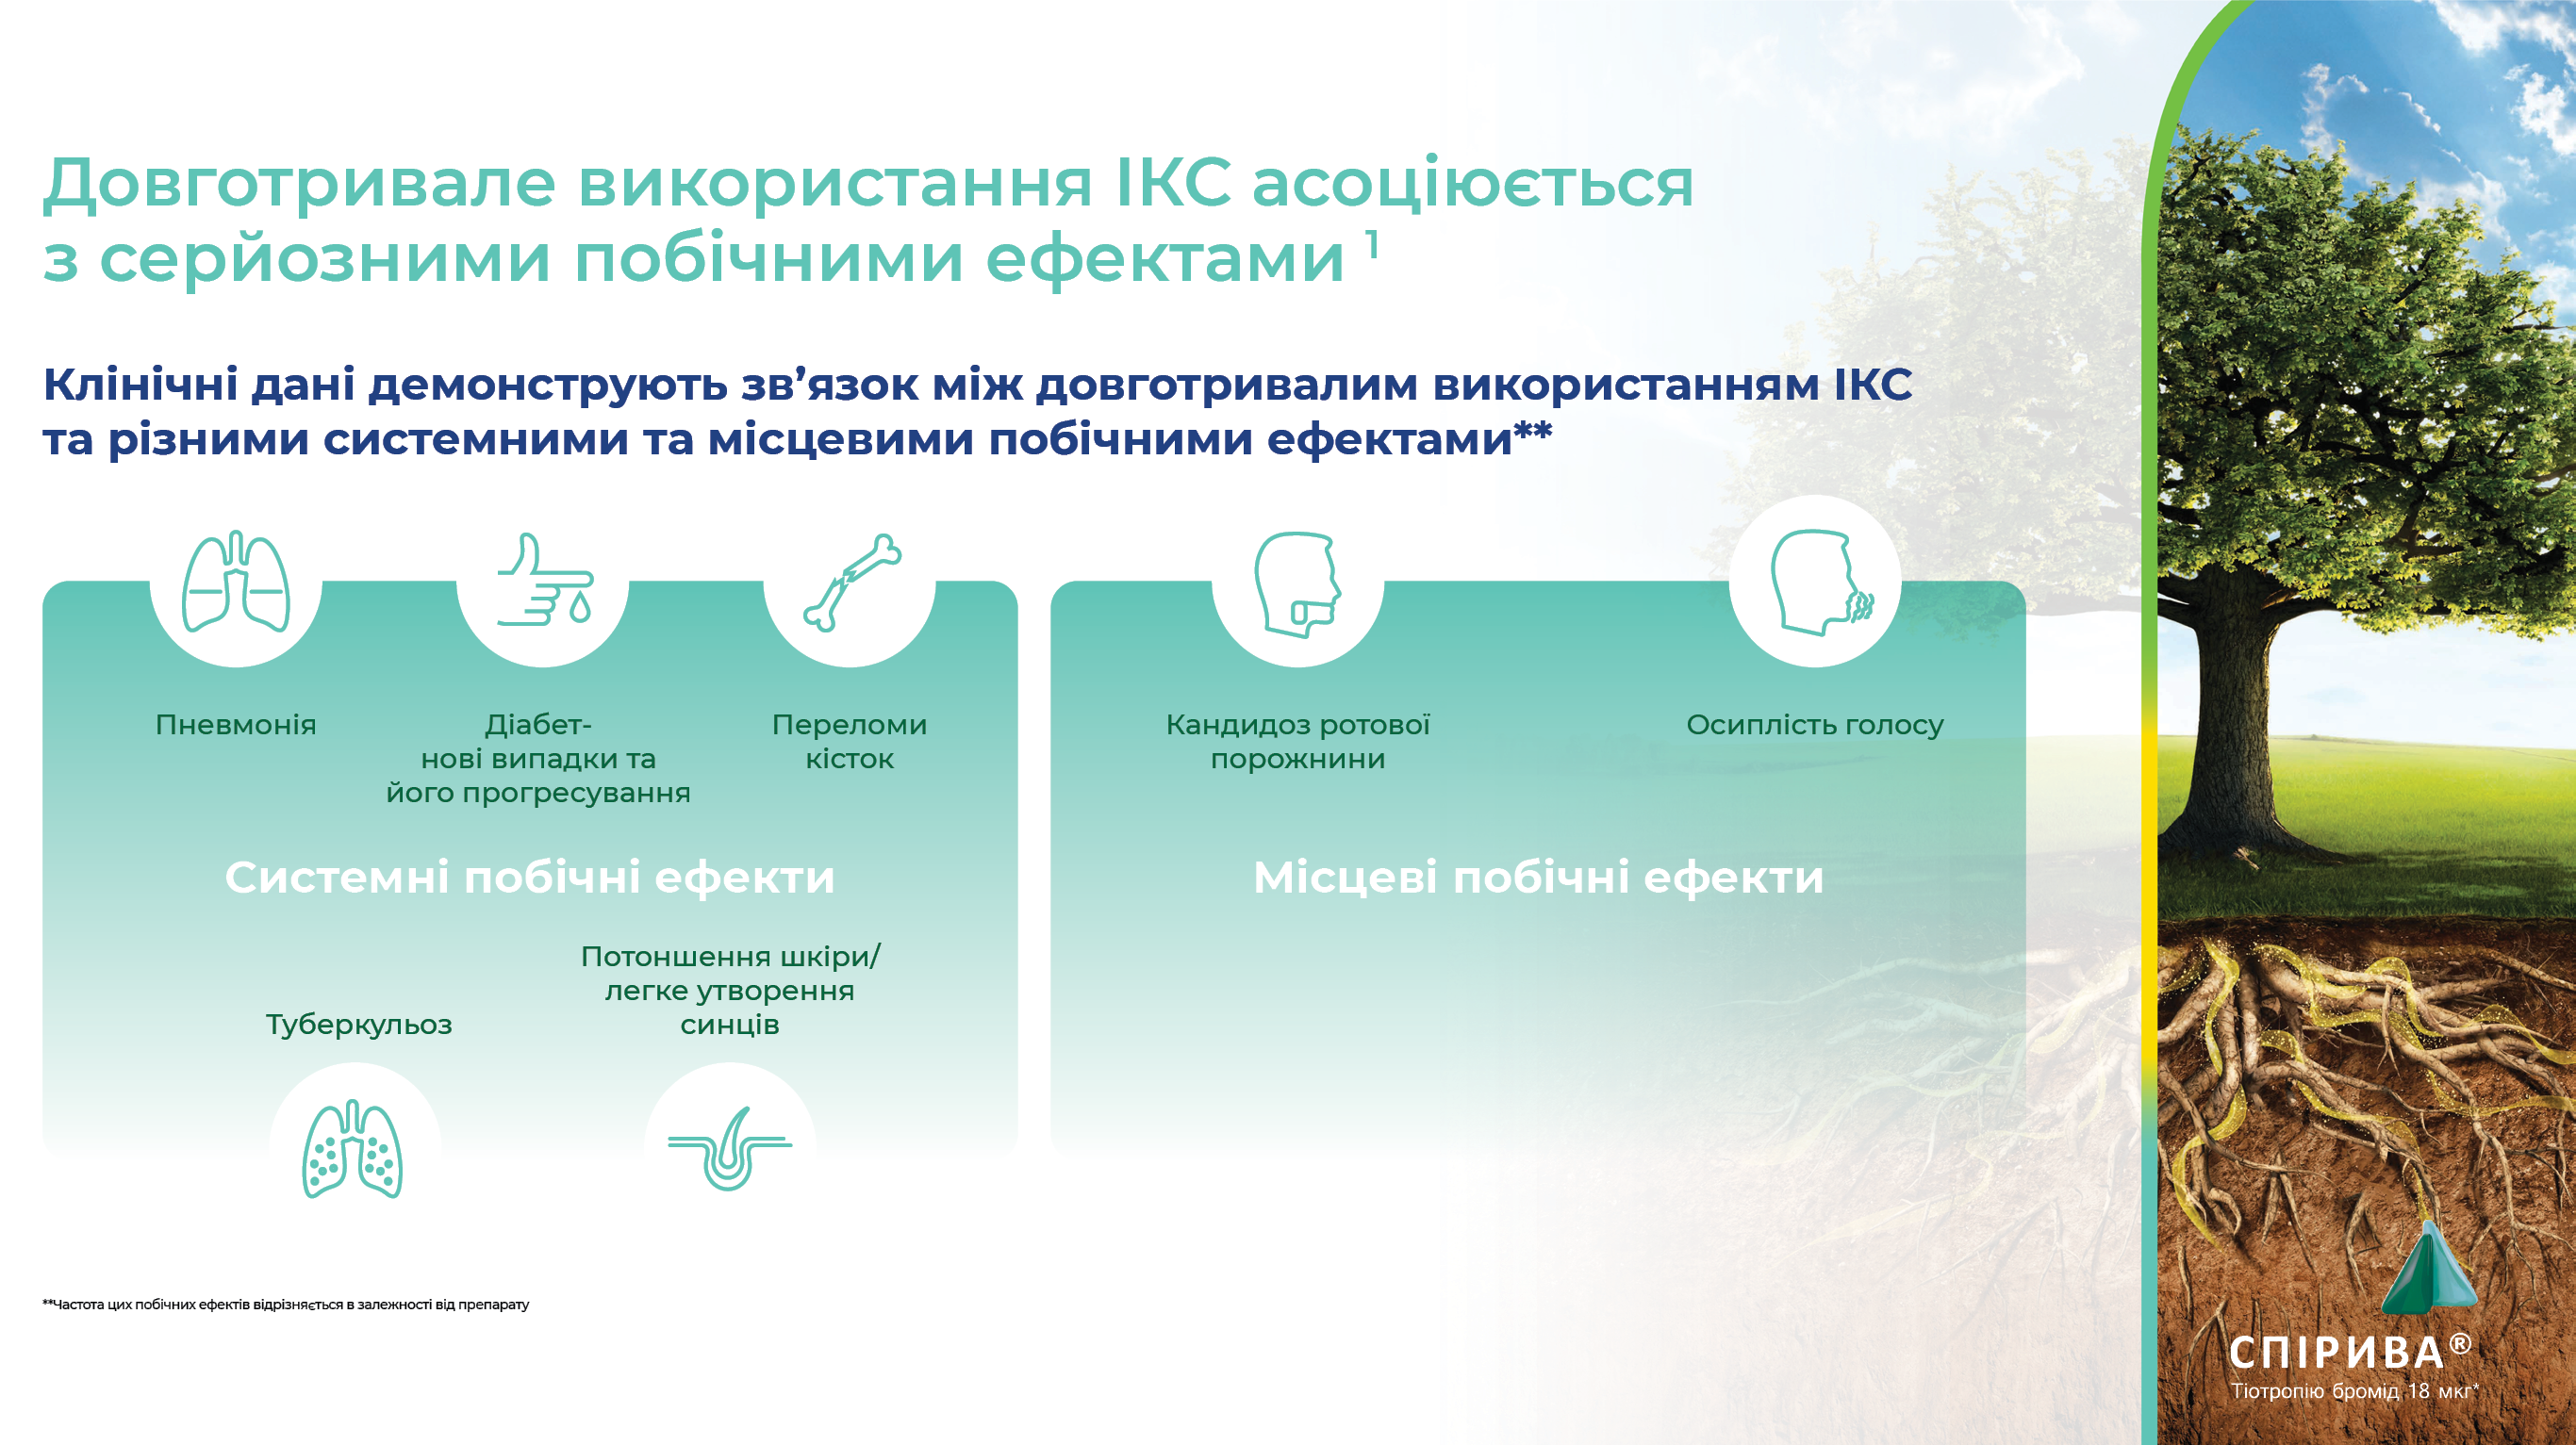 Довготривале використання ІКС асоціюється
з серйозними побічними ефектами ¹
Клінічні дані демонструють зв’язок між довготривалим використанням ІКС
та різними системними та місцевими побічними ефектами**
Пневмонія
Діабет-
нові випадки та
його прогресування
Переломи
кісток
Системні побічні ефекти
Туберкульоз
Потоншення шкіри/
легке утворення
синців
Кандидоз ротової
порожнини
Осиплість голосу
Місцеві побічні ефекти
**Частота цих побічних ефектів відрізняється в залежності від препарату
СПІРИВА®
Тіотропію бромід 18 мкг*